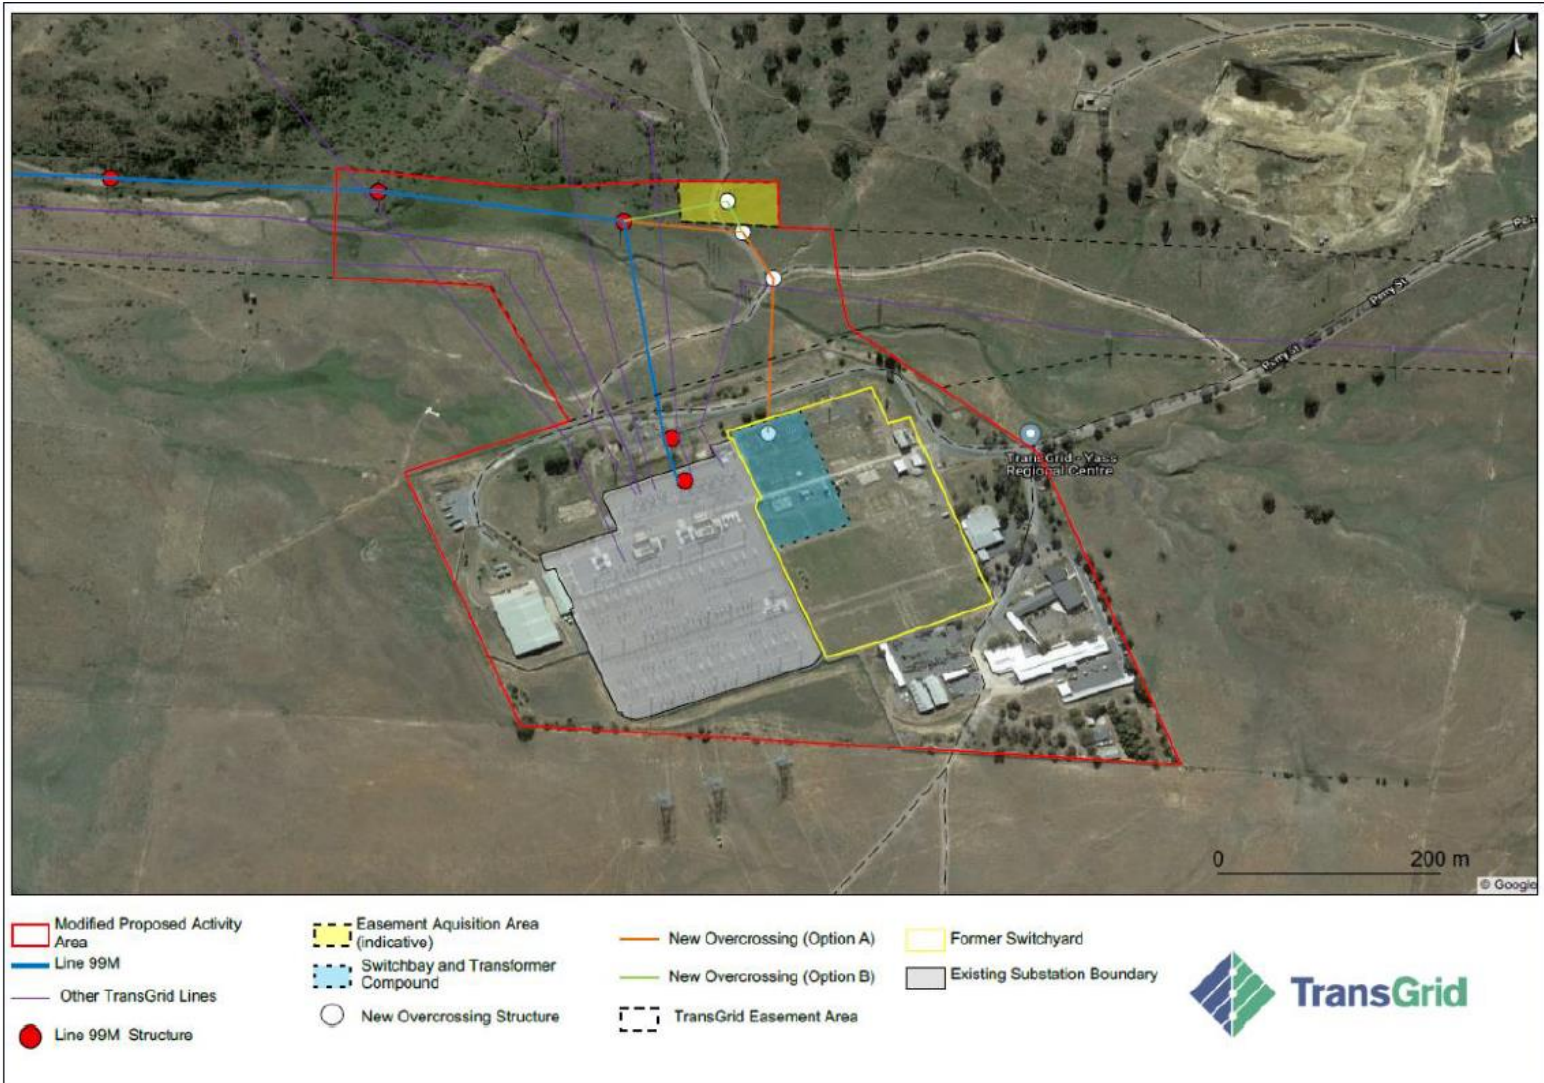 Perry St
Perry St
TransGrid - Yass
Regional Centre
0 200 m
© Google
Modified Proposed Activity
Area
Line 99M
Other TransGrid Lines
Line 99M Structure
Easement Aquisition Area
(indicative)
Switchbay and Transformer
Compound
New Overcrossing Structure
New Overcrossing (Option A)
New Overcrossing (Option B)
TransGrid Easement Area
Former Switchyard
Existing Substation Boundary
TransGrid